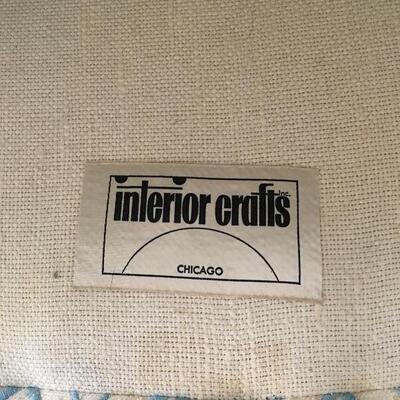 interior crafts inc.
CHICAGO